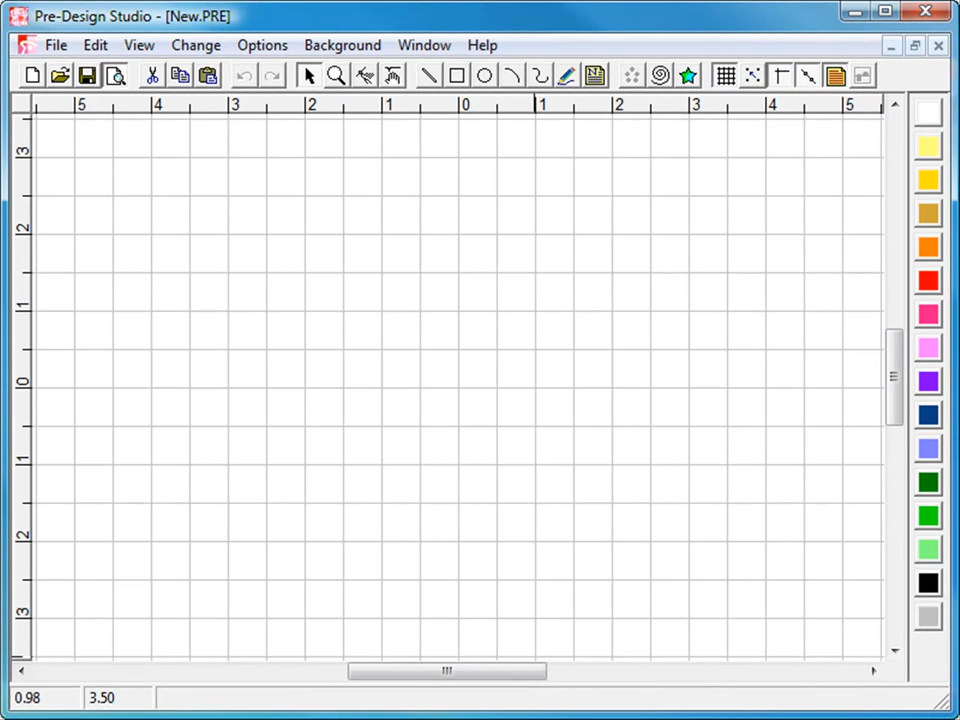 Pre-Design Studio - [New.PRE]
File Edit View Change Options Background Window Help
5 4 3 2 1 0 1 2 3 4 5
3
2
1
0
1
2
3
0.98 3.50